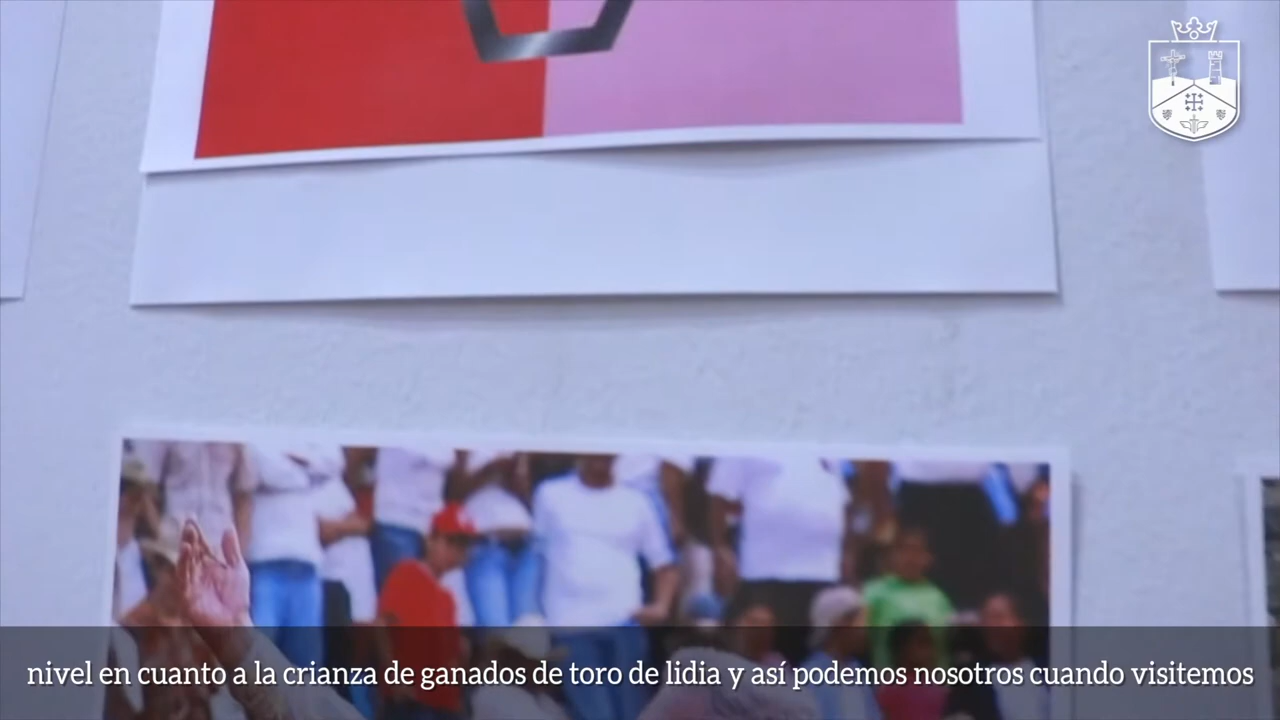 nivel en cuanto a la crianza de ganados de toro de lidia y así podemos nosotros cuando visitemos